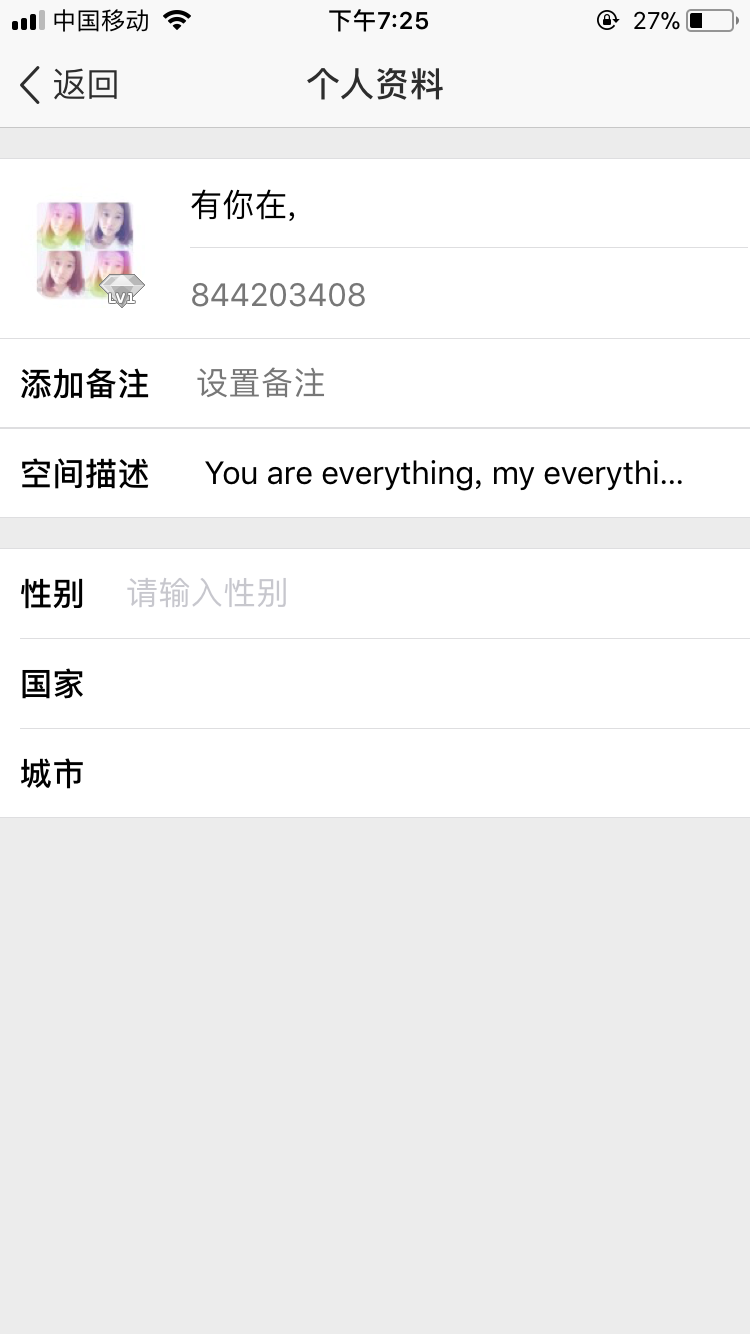 中国移动 下午7:25 27%
返回 个人资料
有你在,
LV1
844203408
添加备注 设置备注
空间描述 You are everything, my everythi...
性别 请输入性别
国家
城市